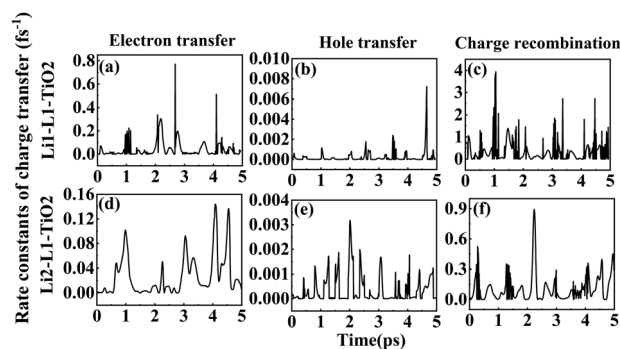 Electron transfer
Hole transfer
Charge recombination
Rate constants of charge transfer (fs-1)
Li1-L1-TiO2
Li2-L1-TiO2
(a)
0.8
0.6
0.4
0.2
0.0
0 1 2 3 4 5
(b)
0.010
0.008
0.006
0.004
0.002
0.000
0 1 2 3 4 5
(c)
4
3
2
1
0
0 1 2 3 4 5
(d)
0.16
0.12
0.08
0.04
0.00
0 1 2 3 4 5
(e)
0.004
0.003
0.002
0.001
0.000
0 1 2 3 4 5
(f)
0.9
0.6
0.3
0.0
0 1 2 3 4 5
Time(ps)